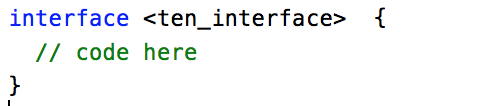 interface <ten_interface>  {
  // code here
}